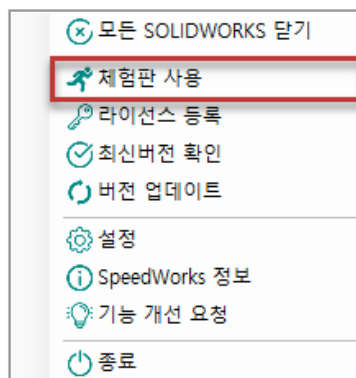 모든 SOLIDWORKS 닫기
체험판 사용
라이선스 등록
최신버전 확인
버전 업데이트
설정
SpeedWorks 정보
기능 개선 요청
종료